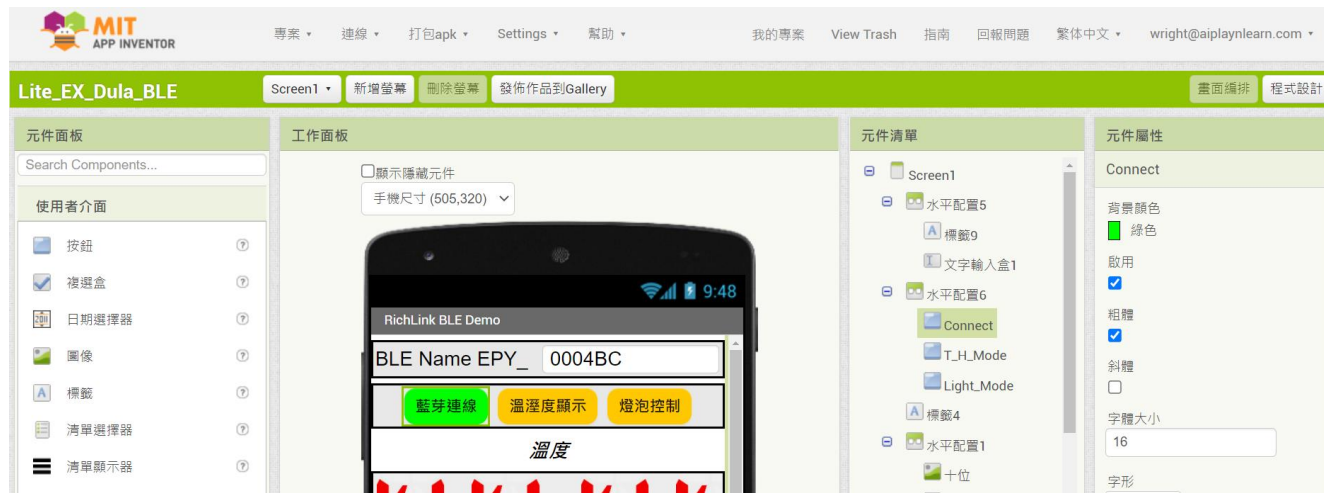 MIT
APP INVENTOR
專案 連線 打包apk Settings 幫助 我的專案 View Trash 指南 回報問題 繁体中文 wright@aiplaynlearn.com
Lite_EX_Dula_BLE Screen1 新增螢幕 刪除螢幕 發佈作品到Gallery 畫面編排 程式設計
元件面板
Search Components...
使用者介面
按鈕
複選盒
日期選擇器
圖像
標籤
清單選擇器
清單顯示器
工作面板
顯示隱藏元件
手機尺寸 (505,320)
9:48
RichLink BLE Demo
BLE Name EPY_ 0004BC
藍芽連線 溫溼度顯示 燈泡控制
溫度
元件清單
Screen1
水平配置5
標籤9
文字輸入盒1
水平配置6
Connect
T_H_Mode
Light_Mode
標籤4
水平配置1
十位
元件屬性
Connect
背景顏色
綠色
啟用
粗體
斜體
字體大小
16
字形